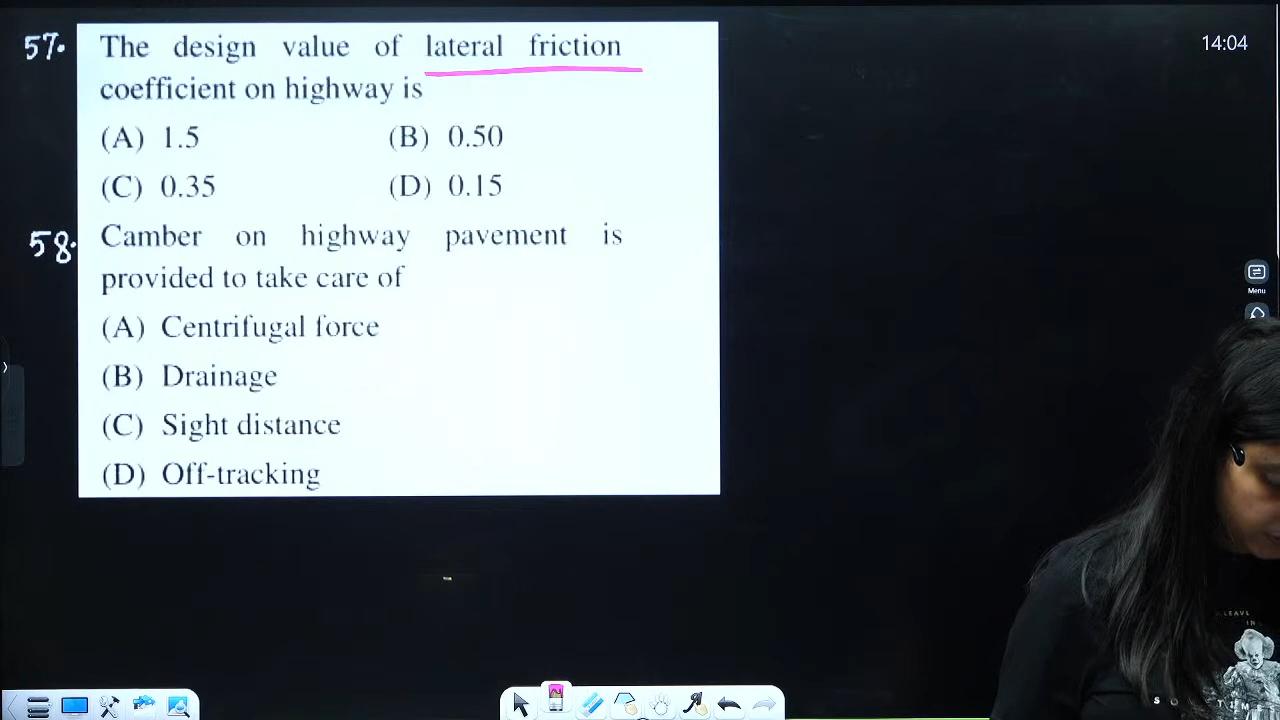 14:04
57.
The design value of lateral friction
coefficient on highway is
(A) 1.5 (B) 0.50
(C) 0.35 (D) 0.15
58.
Camber on highway pavement is
provided to take care of
(A) Centrifugal force
(B) Drainage
(C) Sight distance
(D) Off-tracking
Menu
LEAVE
IN